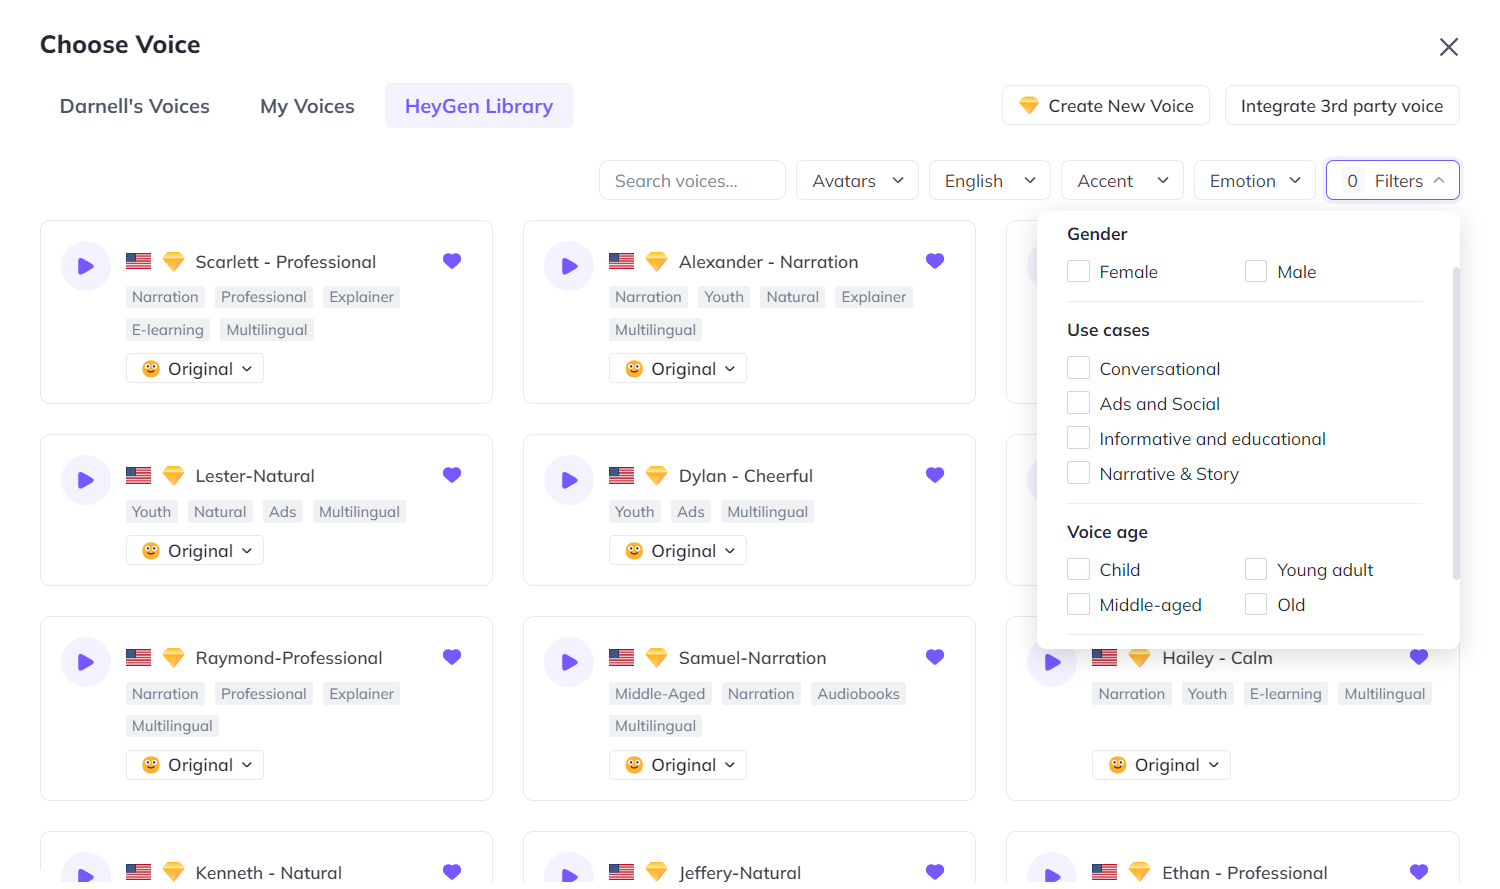 Choose Voice
Darnell's Voices
My Voices
HeyGen Library
Create New Voice
Integrate 3rd party voice
Search voices...
Avatars
English
Accent
Emotion
0 Filters
Scarlett - Professional
Narration Professional Explainer
E-learning Multilingual
Original
Alexander - Narration
Narration Youth Natural Explainer
Multilingual
Original
Gender
Female Male
Use cases
Conversational
Ads and Social
Informative and educational
Narrative & Story
Voice age
Child Young adult
Middle-aged Old
Lester-Natural
Youth Natural Ads Multilingual
Original
Dylan - Cheerful
Youth Ads Multilingual
Original
Raymond-Professional
Narration Professional Explainer
Multilingual
Original
Samuel-Narration
Middle-Aged Narration Audiobooks
Multilingual
Original
Hailey - Calm
Narration Youth E-learning Multilingual
Original
Kenneth - Natural
Jeffery-Natural
Ethan - Professional